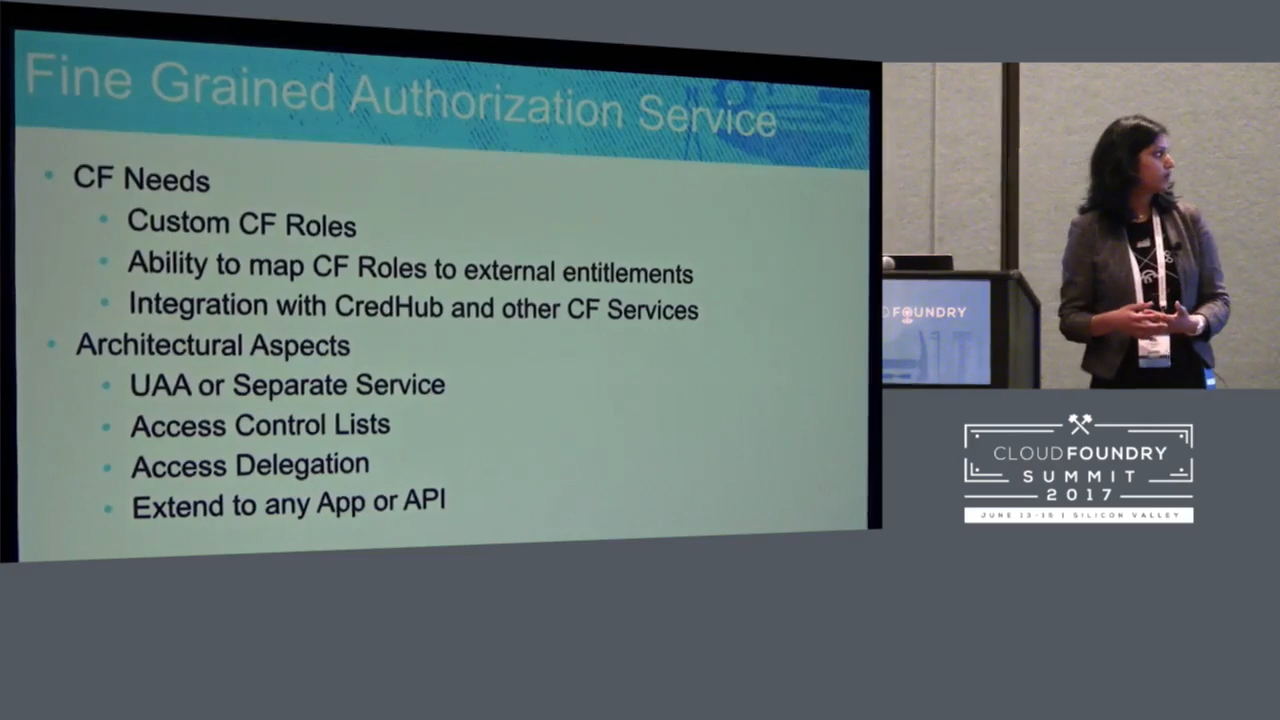 Fine Grained Authorization Service
CF Needs
Custom CF Roles
Ability to map CF Roles to external entitlements
Integration with CredHub and other CF Services
Architectural Aspects
UAA or Separate Service
Access Control Lists
Access Delegation
Extend to any App or API
D FOUNDRY
CLOUD FOUNDRY
SUMMIT
2017
JUNE 13-15 | SILICON VALLEY